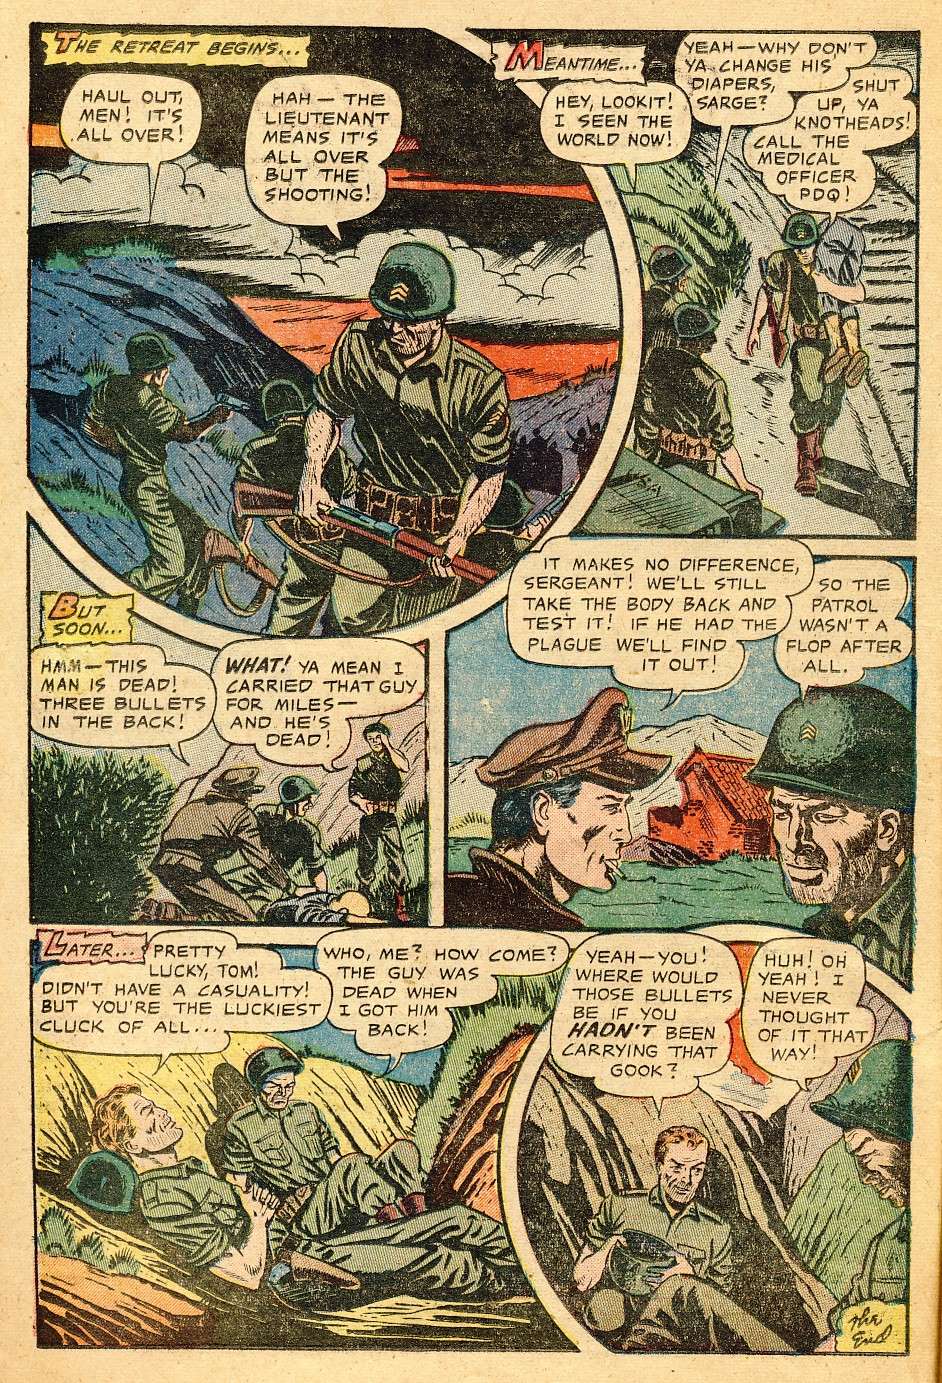 THE RETREAT BEGINS...
HAUL OUT,
MEN! IT'S
ALL OVER!
HAH — THE
LIEUTENANT
MEANS IT'S
ALL OVER
BUT THE
SHOOTING!
MEANTIME...
HEY, LOOKIT!
I SEEN THE
WORLD NOW!
YEAH — WHY DON'T
YA CHANGE HIS
DIAPERS,
SARGE?
SHUT
UP, YA
KNOTHEADS!
CALL THE
MEDICAL
OFFICER
PDQ!
BUT
SOON...
HMM — THIS
MAN IS DEAD!
THREE BULLETS
IN THE BACK!
WHAT! YA MEAN I
CARRIED THAT GUY
FOR MILES —
AND HE'S
DEAD!
IT MAKES NO DIFFERENCE,
SERGEANT! WE'LL STILL
TAKE THE BODY BACK AND
TEST IT! IF HE HAD THE
PLAGUE WE'LL FIND
IT OUT!
SO THE
PATROL
WASN'T A
FLOP AFTER
ALL.
LATER...
PRETTY
LUCKY, TOM!
DIDN'T HAVE A CASUALITY!
BUT YOU'RE THE LUCKIEST
CLUCK OF ALL...
WHO, ME? HOW COME?
THE GUY WAS
DEAD WHEN
I GOT HIM
BACK!
YEAH — YOU!
WHERE WOULD
THOSE BULLETS
BE IF YOU
HADN'T BEEN
CARRYING THAT
GOOK?
HUH! OH
YEAH! I
NEVER
THOUGHT
OF IT THAT
WAY!
The
End